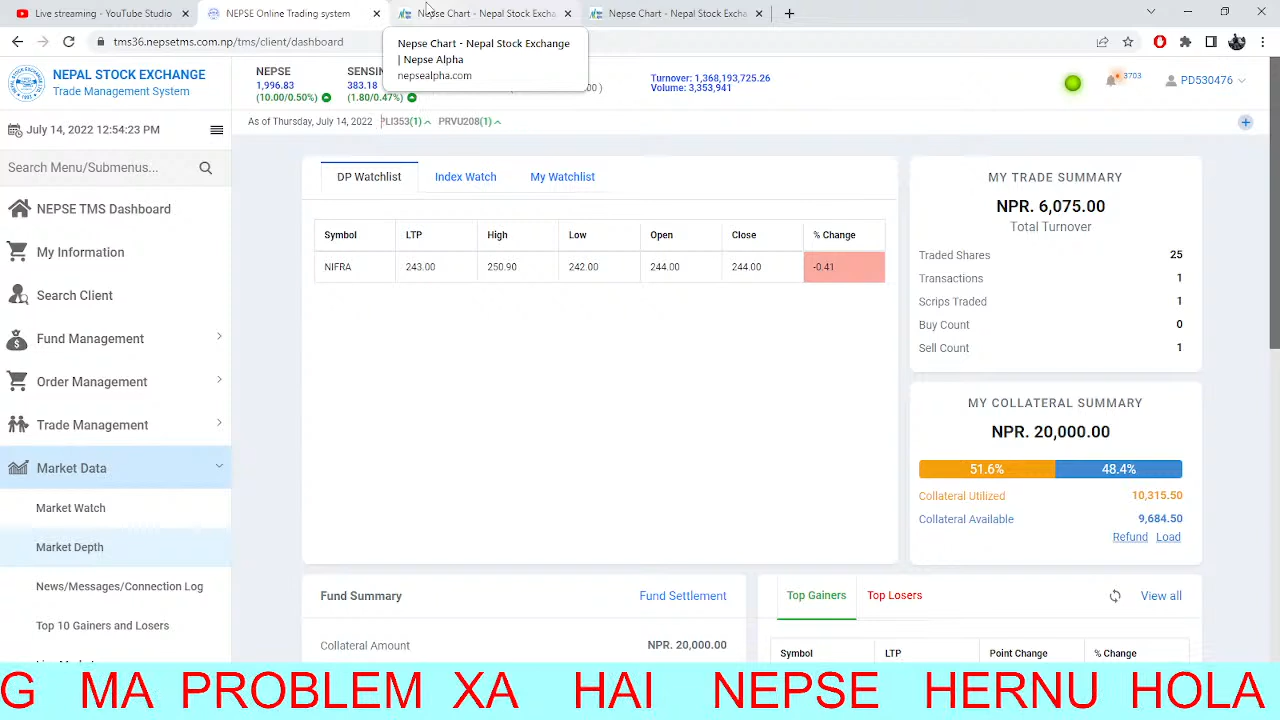 Live streaming - YouTube Studio
NEPSE Online Trading system
Nepse Chart - Nepal Stock Excha
Nepse Chart - Nepal Stock Excha
tms36.nepsetms.com.np/tms/client/dashboard
Nepse Chart - Nepal Stock Exchange
| Nepse Alpha
nepsealpha.com
NEPAL STOCK EXCHANGE
Trade Management System
NEPSE
1,996.83
(10.00/0.50%)
SENSIN
383.18
(1.80/0.47%)
Turnover: 1,368,193,725.26
Volume: 3,353,941
3703
PD530476
July 14, 2022 12:54:23 PM
As of Thursday, July 14, 2022
PLI353(1) PRVU208(1)
Search Menu/Submenus...
NEPSE TMS Dashboard
My Information
Search Client
Fund Management
Order Management
Trade Management
Market Data
Market Watch
Market Depth
News/Messages/Connection Log
Top 10 Gainers and Losers
DP Watchlist Index Watch My Watchlist
Symbol LTP High Low Open Close % Change
NIFRA 243.00 250.90 242.00 244.00 244.00 -0.41
MY TRADE SUMMARY
NPR. 6,075.00
Total Turnover
Traded Shares 25
Transactions 1
Scrips Traded 1
Buy Count 0
Sell Count 1
MY COLLATERAL SUMMARY
NPR. 20,000.00
51.6% 48.4%
Collateral Utilized 10,315.50
Collateral Available 9,684.50
Refund Load
Fund Summary Fund Settlement
Collateral Amount NPR. 20,000.00
Top Gainers Top Losers View all
Symbol LTP Point Change % Change
G MA PROBLEM XA HAI NEPSE HERNU HOLA